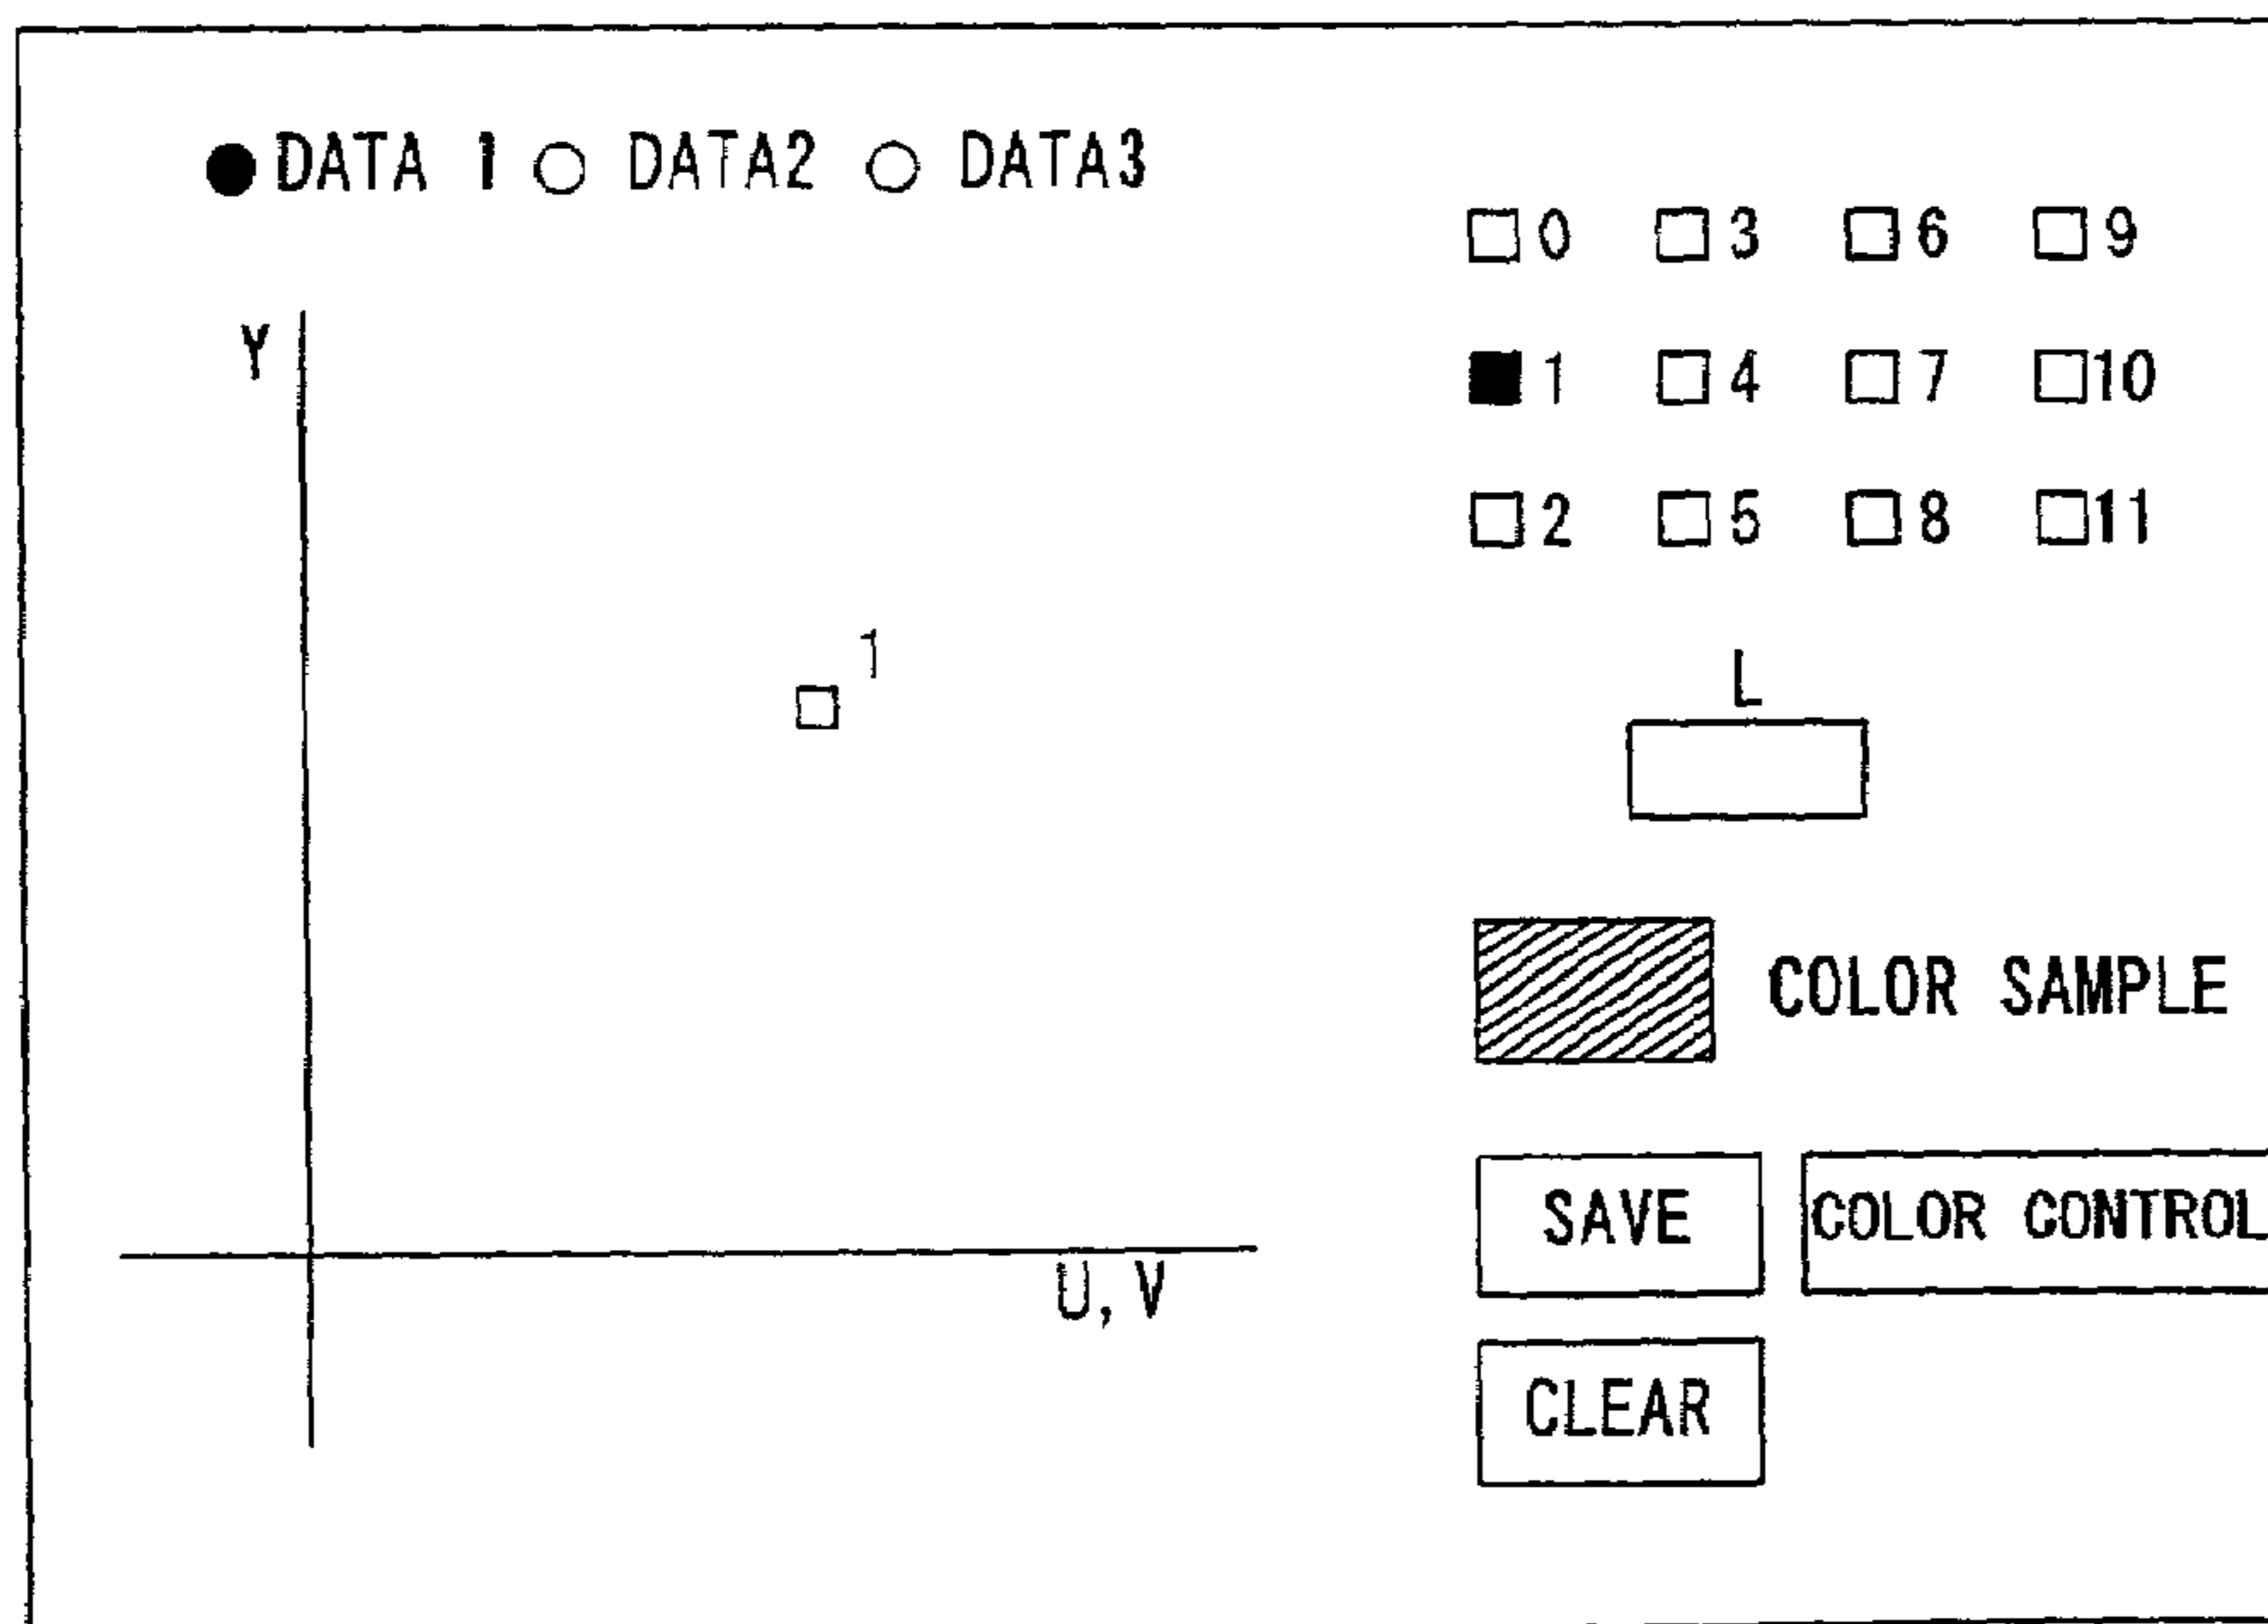 DATA 1 DATA2 DATA3
0 3 6 9
Y
1 4 7 10
2 5 8 11
1
L
COLOR SAMPLE
SAVE COLOR CONTROL
U, V
CLEAR